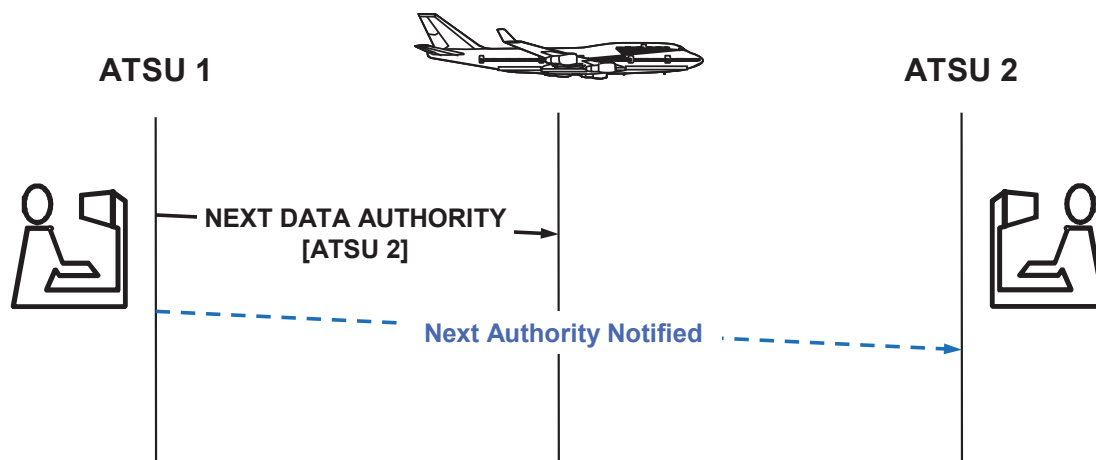 ATSU 1
ATSU 2
NEXT DATA AUTHORITY
[ATSU 2]
Next Authority Notified